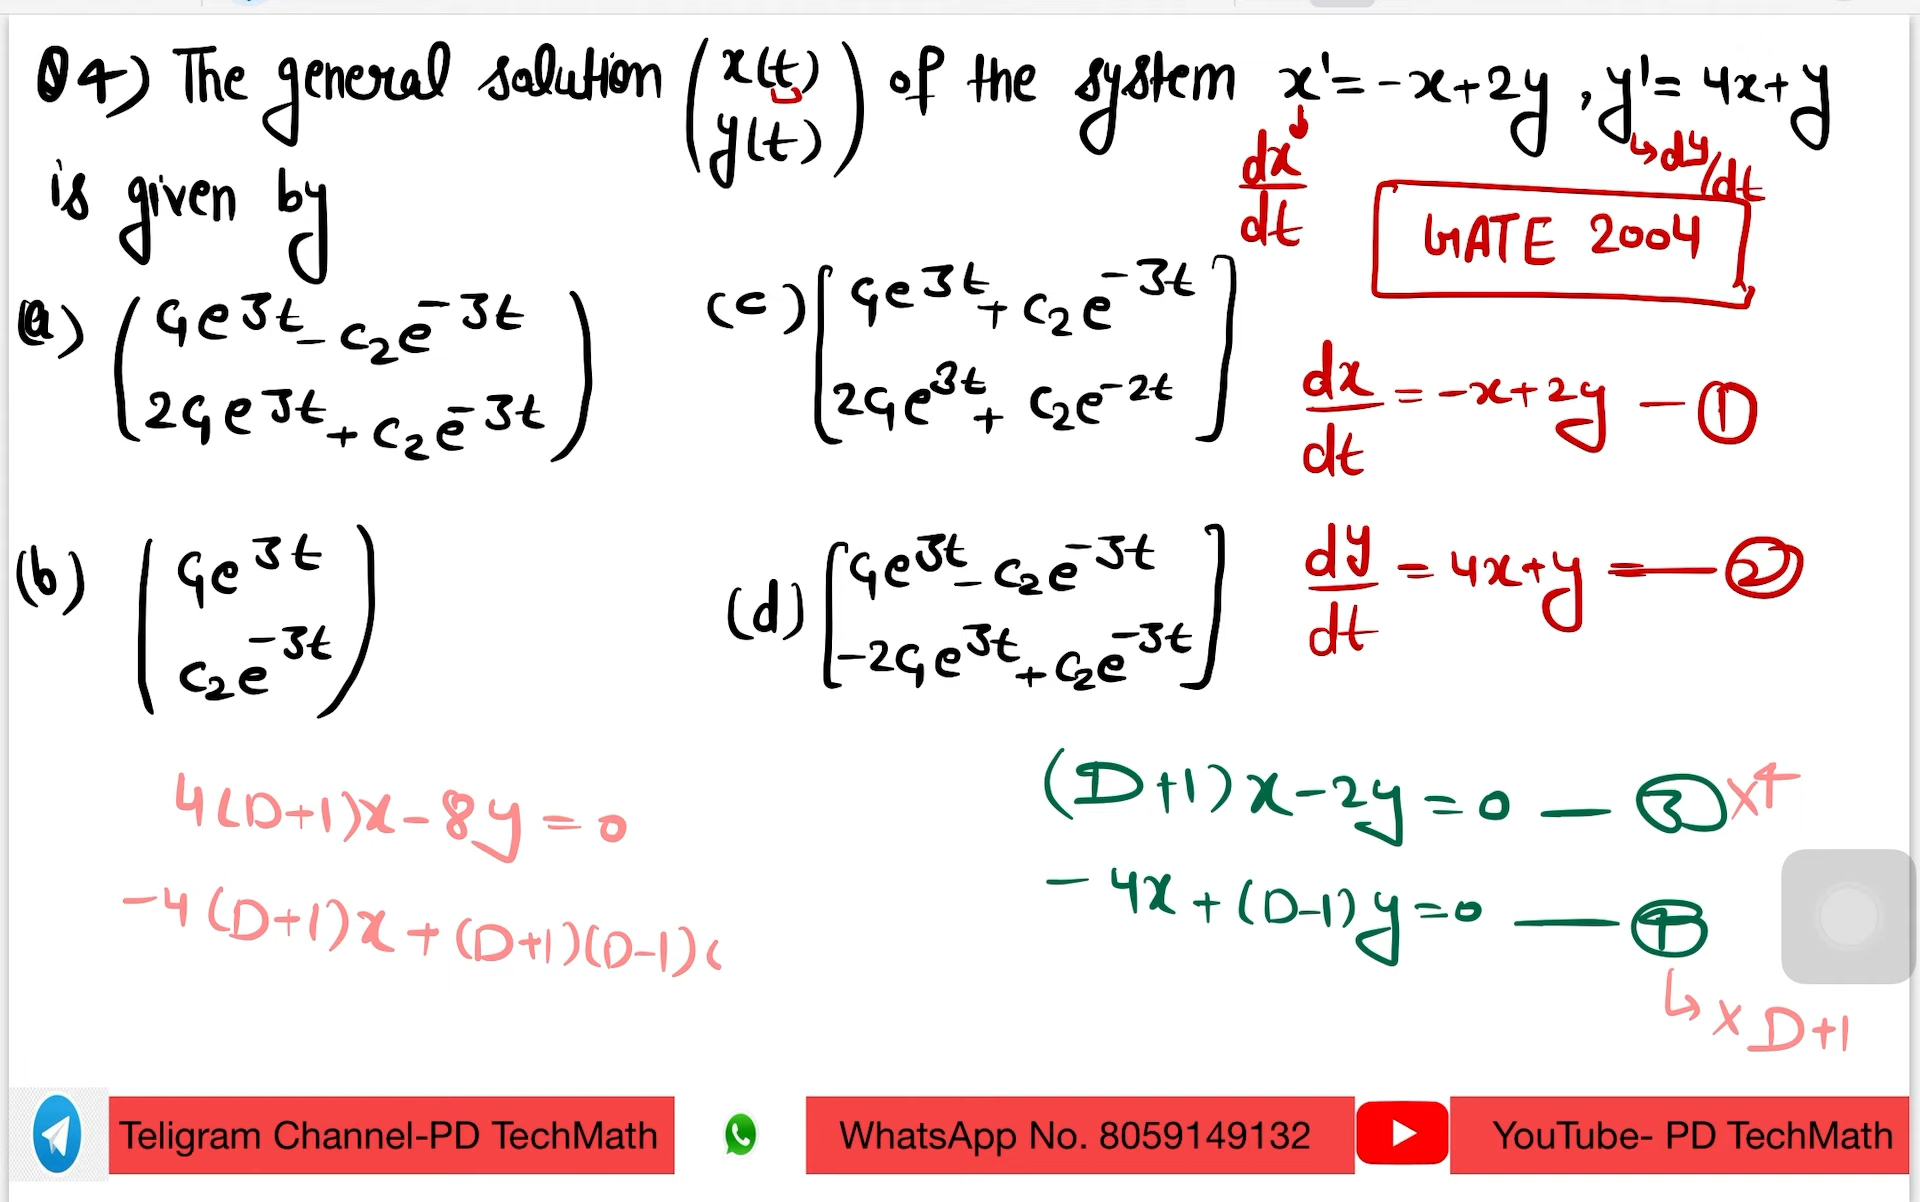 Q4) The general solution (x(t) y(t)) of the system x'= -x+2y , y'= 4x+y
is given by
dx/dt
dy/dt
GATE 2004
(a) (C₁e^3t - C₂e^-3t
2C₁e^3t + C₂e^-3t)
(c) [C₁e^3t + C₂e^-3t
2C₁e^3t + C₂e^-2t]
dx/dt = -x+2y — ①
(b) (C₁e^3t
C₂e^-3t)
(d) [C₁e^3t - C₂e^-3t
-2C₁e^3t + C₂e^-3t]
dy/dt = 4x+y — ②
(D+1)x-2y=0 — ③ ×4
-4x+(D-1)y=0 — ④
↳ × D+1
4(D+1)x-8y=0
-4(D+1)x+(D+1)(D-1)
Teligram Channel-PD TechMath
WhatsApp No. 8059149132
YouTube- PD TechMath